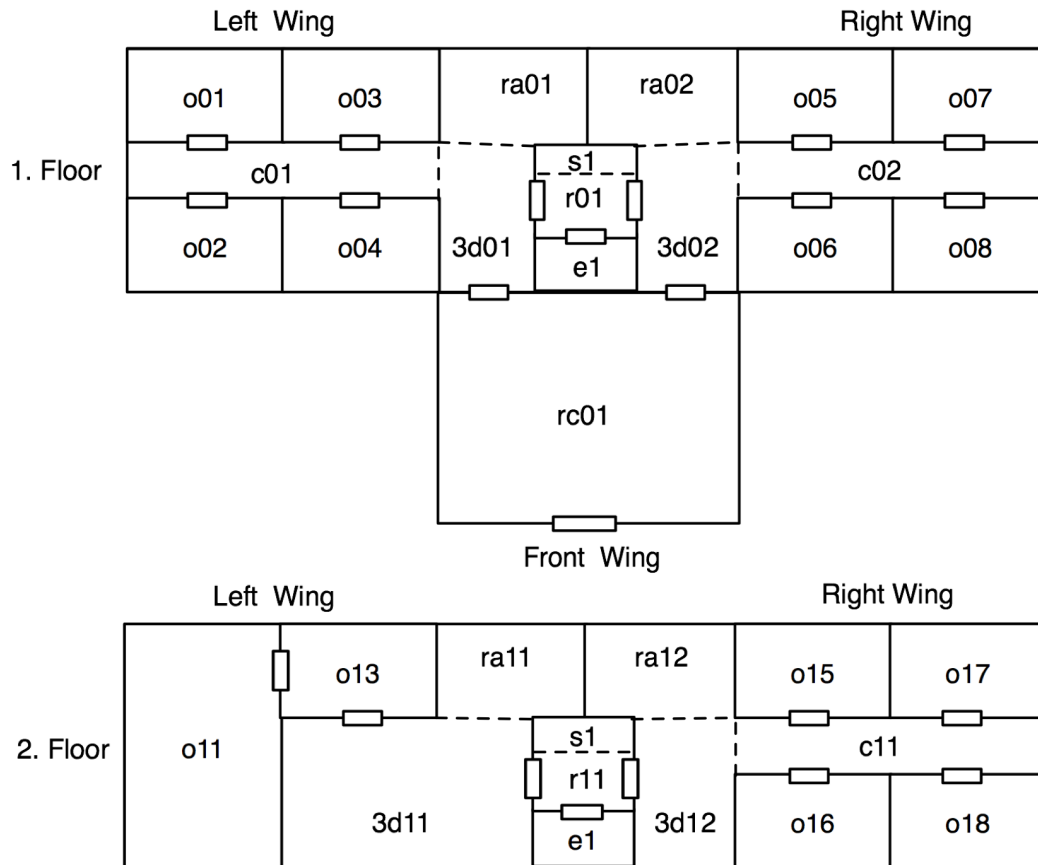 Left Wing
Right Wing
o01 o03 ra01 ra02 o05 o07
1. Floor
c01 s1 r01 c02
o02 o04 3d01 e1 3d02 o06 o08
rc01
Front Wing
Left Wing
Right Wing
o13 ra11 ra12 o15 o17
2. Floor
o11 s1 r11 c11
3d11 e1 3d12 o16 o18